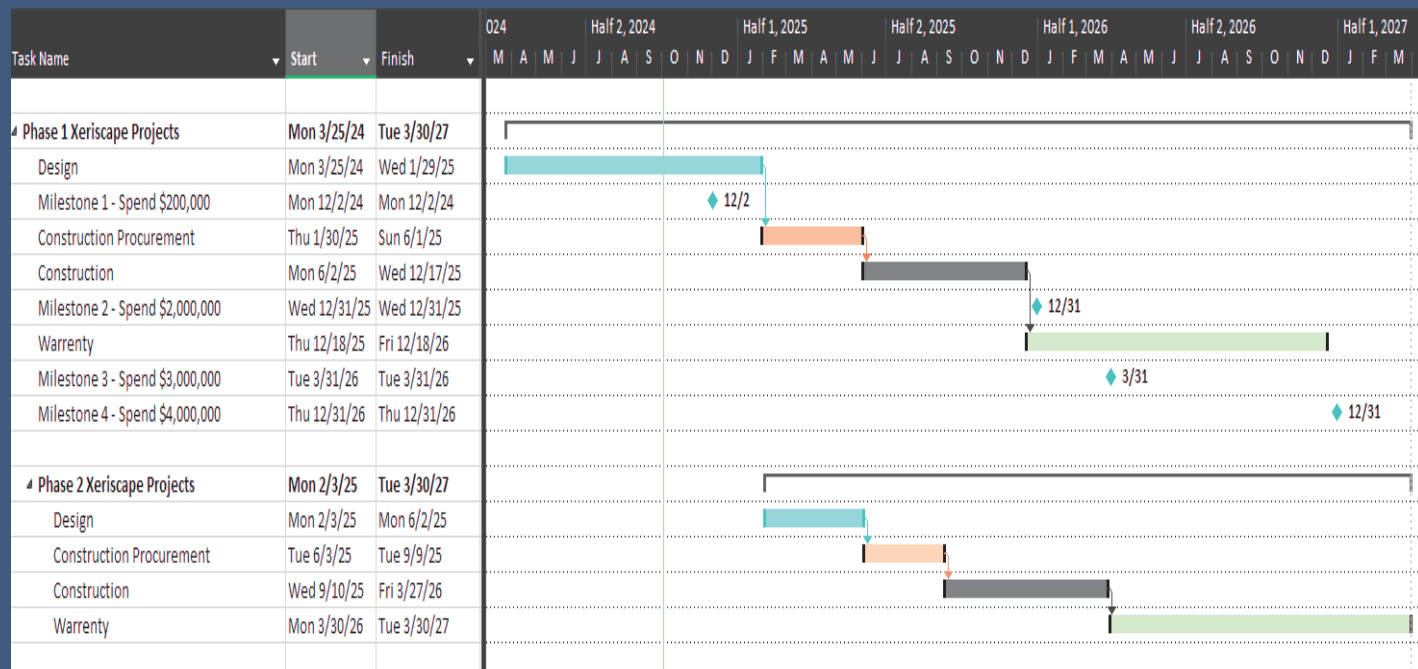 024 Half 2, 2024 Half 1, 2025 Half 2, 2025 Half 1, 2026 Half 2, 2026 Half 1, 2027
Task Name Start Finish M A M J J A S O N D J F M A M J J A S O N D J F M A M J J A S O N D J F M
Phase 1 Xeriscape Projects Mon 3/25/24 Tue 3/30/27
Design Mon 3/25/24 Wed 1/29/25
Milestone 1 - Spend $200,000 Mon 12/2/24 Mon 12/2/24 12/2
Construction Procurement Thu 1/30/25 Sun 6/1/25
Construction Mon 6/2/25 Wed 12/17/25
Milestone 2 - Spend $2,000,000 Wed 12/31/25 Wed 12/31/25 12/31
Warrenty Thu 12/18/25 Fri 12/18/26
Milestone 3 - Spend $3,000,000 Tue 3/31/26 Tue 3/31/26 3/31
Milestone 4 - Spend $4,000,000 Thu 12/31/26 Thu 12/31/26 12/31
Phase 2 Xeriscape Projects Mon 2/3/25 Tue 3/30/27
Design Mon 2/3/25 Mon 6/2/25
Construction Procurement Tue 6/3/25 Tue 9/9/25
Construction Wed 9/10/25 Fri 3/27/26
Warrenty Mon 3/30/26 Tue 3/30/27